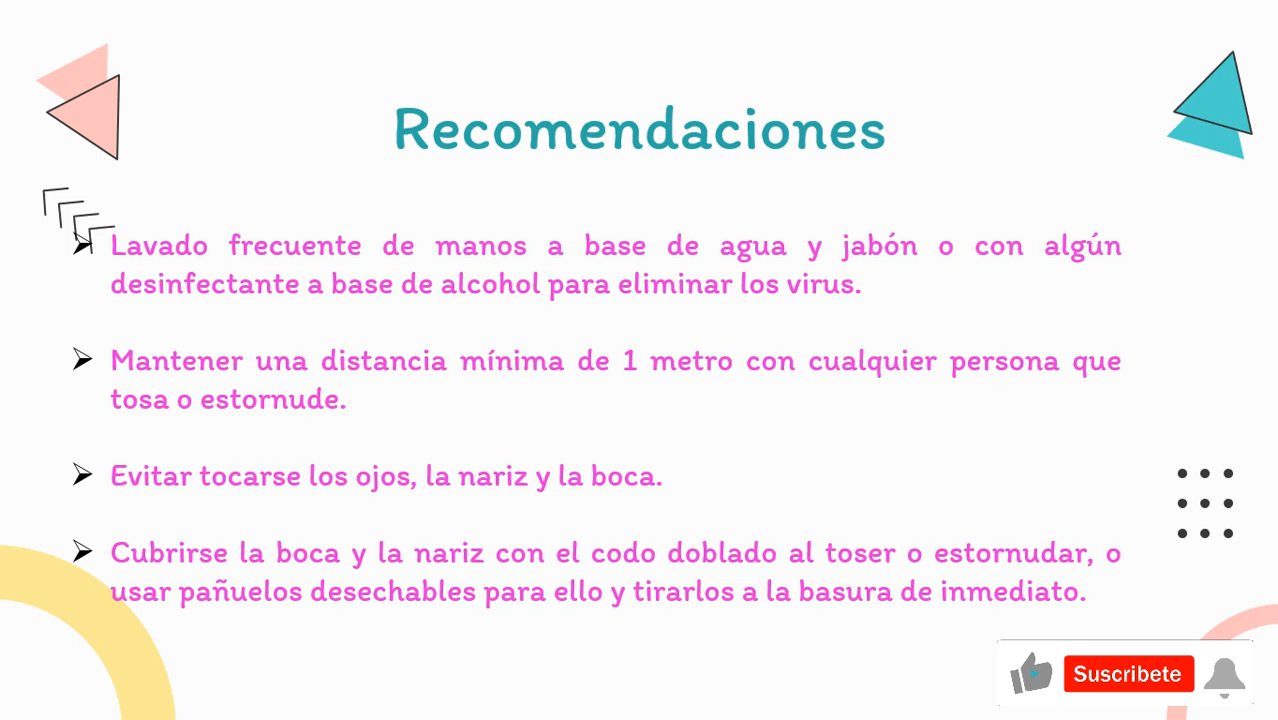 Recomendaciones
Lavado frecuente de manos a base de agua y jabón o con algún
desinfectante a base de alcohol para eliminar los virus.
Mantener una distancia mínima de 1 metro con cualquier persona que
tosa o estornude.
Evitar tocarse los ojos, la nariz y la boca.
Cubrirse la boca y la nariz con el codo doblado al toser o estornudar, o
usar pañuelos desechables para ello y tirarlos a la basura de inmediato.
Suscribete